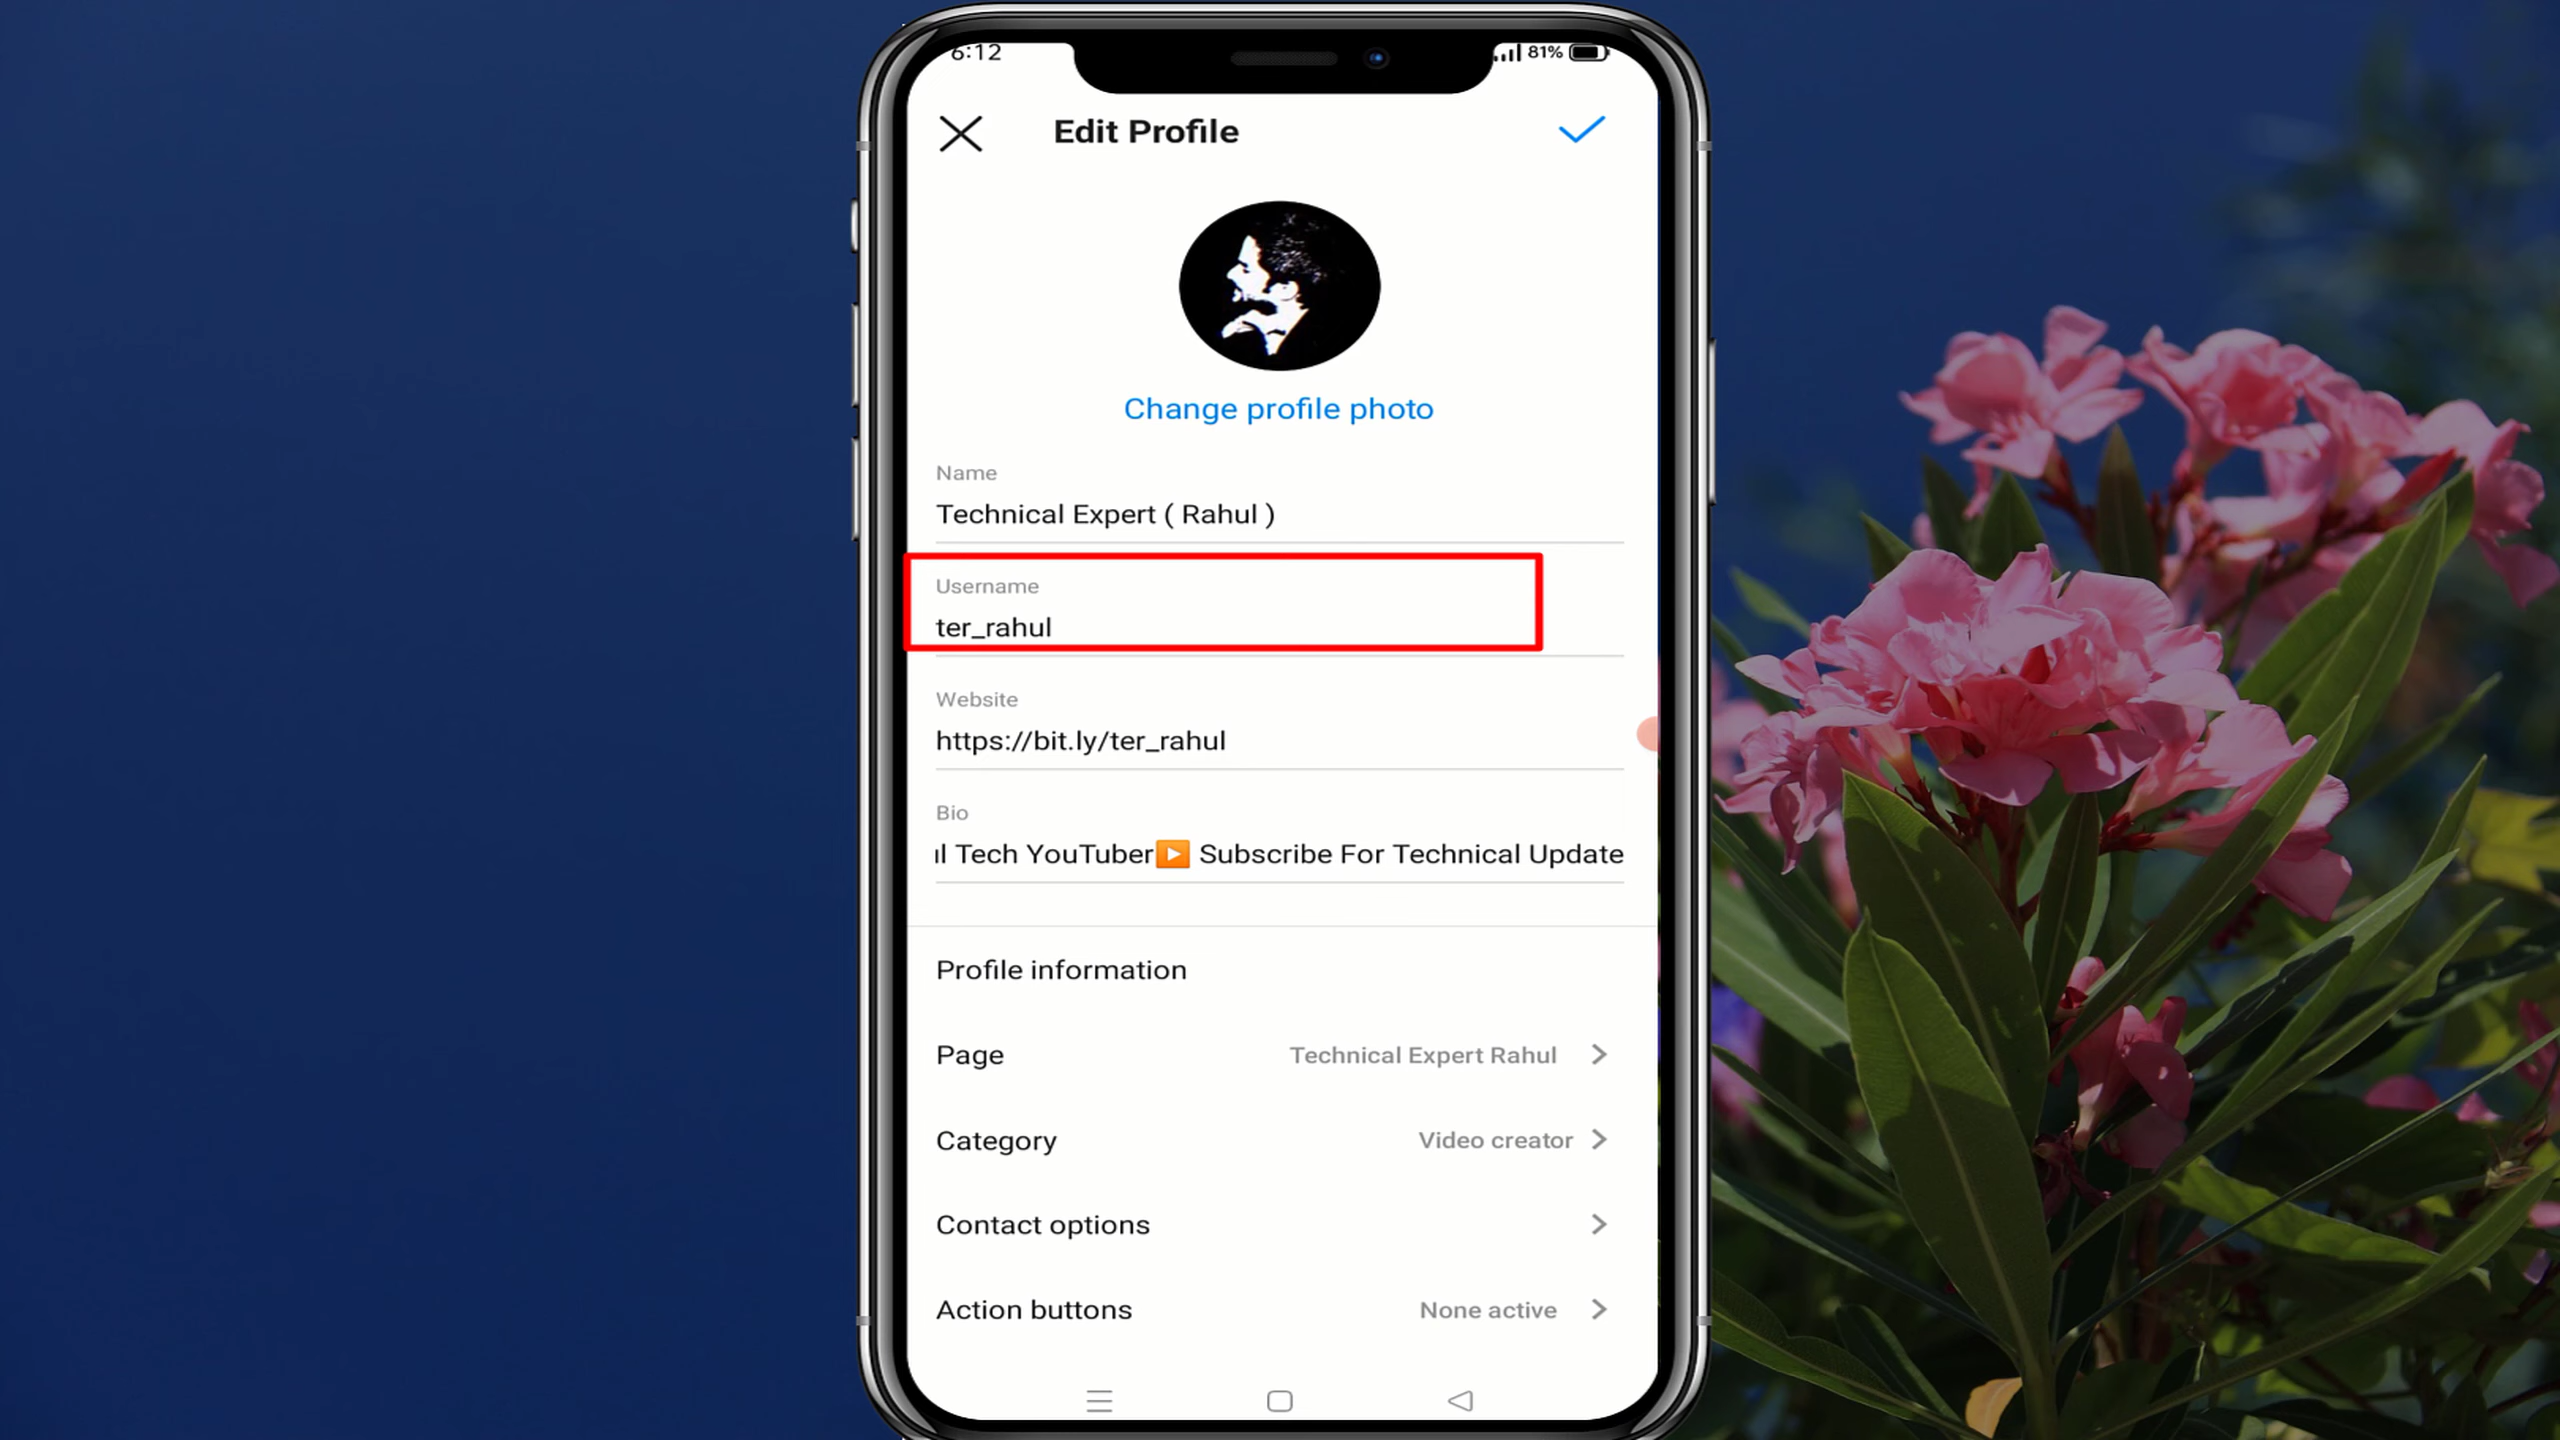 6:12
81%
Edit Profile
Change profile photo
Name
Technical Expert ( Rahul )
Username
ter_rahul
Website
https://bit.ly/ter_rahul
Bio
Tech YouTuber▶️ Subscribe For Technical Update
Profile information
Page
Technical Expert Rahul
Category
Video creator
Contact options
Action buttons
None active